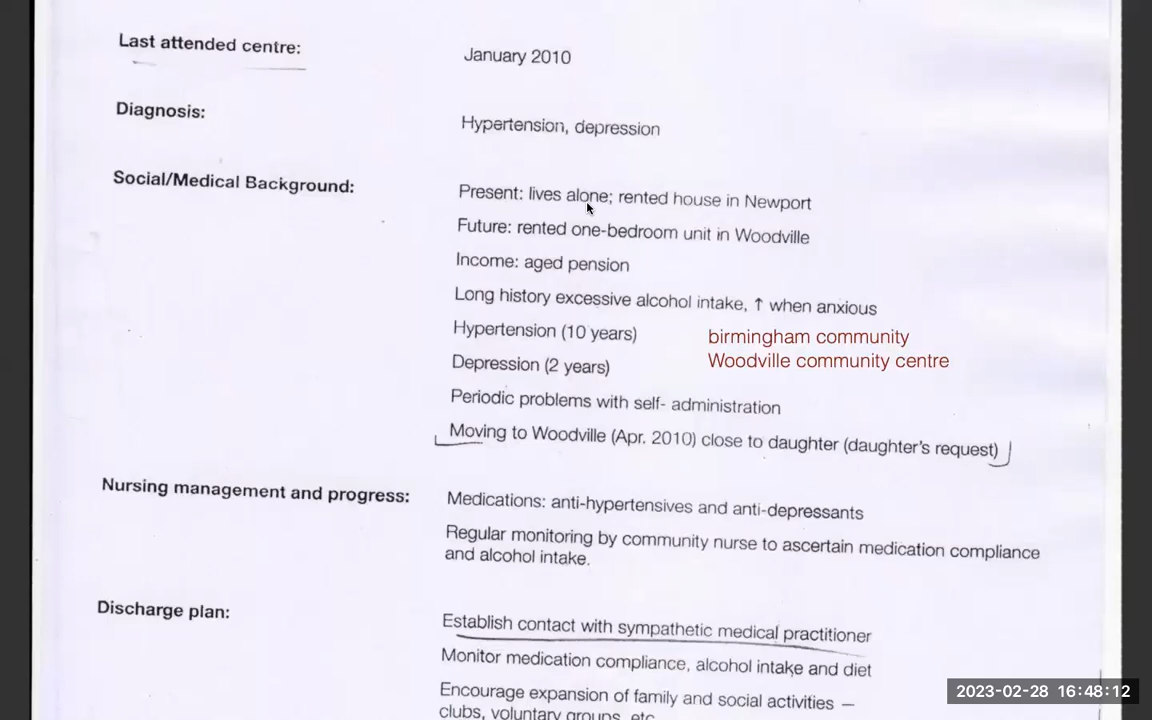 Last attended centre: January 2010
Diagnosis: Hypertension, depression
Social/Medical Background: Present: lives alone; rented house in Newport
Future: rented one-bedroom unit in Woodville
Income: aged pension
Long history excessive alcohol intake, ↑ when anxious
Hypertension (10 years)
birmingham community
Depression (2 years)
Woodville community centre
Periodic problems with self- administration
Moving to Woodville (Apr. 2010) close to daughter (daughter's request)
Nursing management and progress: Medications: anti-hypertensives and anti-depressants
Regular monitoring by community nurse to ascertain medication compliance
and alcohol intake.
Discharge plan: Establish contact with sympathetic medical practitioner
Monitor medication compliance, alcohol intake and diet
Encourage expansion of family and social activities –
clubs, voluntary groups, etc
2023-02-28 16:48:12